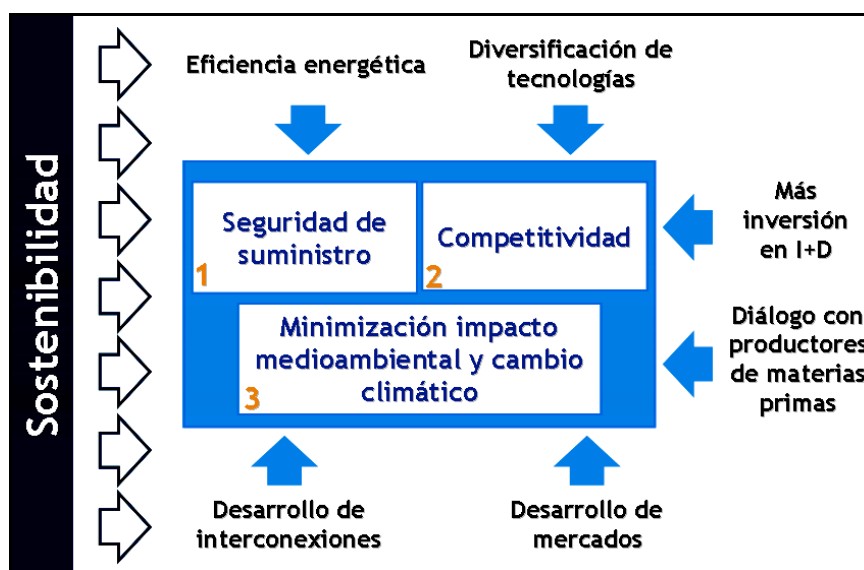 Sostenibilidad
Eficiencia energética
Diversificación de
tecnologías
Seguridad de
suministro
1
Competitividad
2
Minimización impacto
medioambiental y cambio
climático
3
Más
inversión
en I+D
Diálogo con
productores
de materias
primas
Desarrollo de
interconexiones
Desarrollo de
mercados